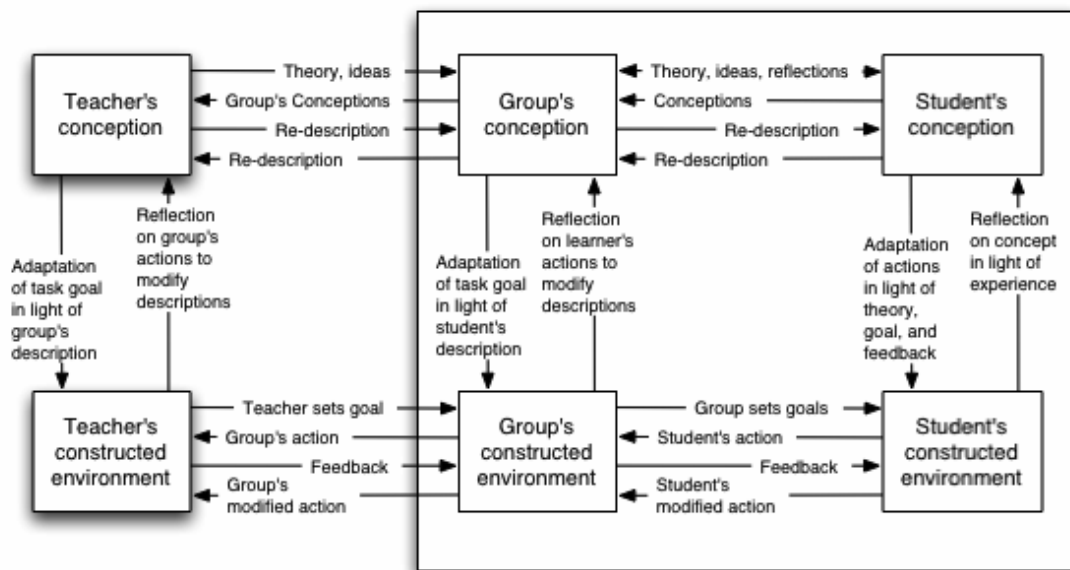 Teacher's
conception
Theory, ideas
Group's Conceptions
Re-description
Re-description
Group's
conception
Theory, ideas, reflections
Conceptions
Re-description
Re-description
Student's
conception
Adaptation
of task goal
in light of
group's
description
Reflection
on group's
actions to
modify
descriptions
Adaptation
of task goal
in light of
student's
description
Reflection
on learner's
actions to
modify
descriptions
Adaptation
of actions
in light of
theory,
goal, and
feedback
Reflection
on concept
in light of
experience
Teacher's
constructed
environment
Teacher sets goal
Group's action
Feedback
Group's
modified action
Group's
constructed
environment
Group sets goals
Student's action
Feedback
Student's
modified action
Student's
constructed
environment